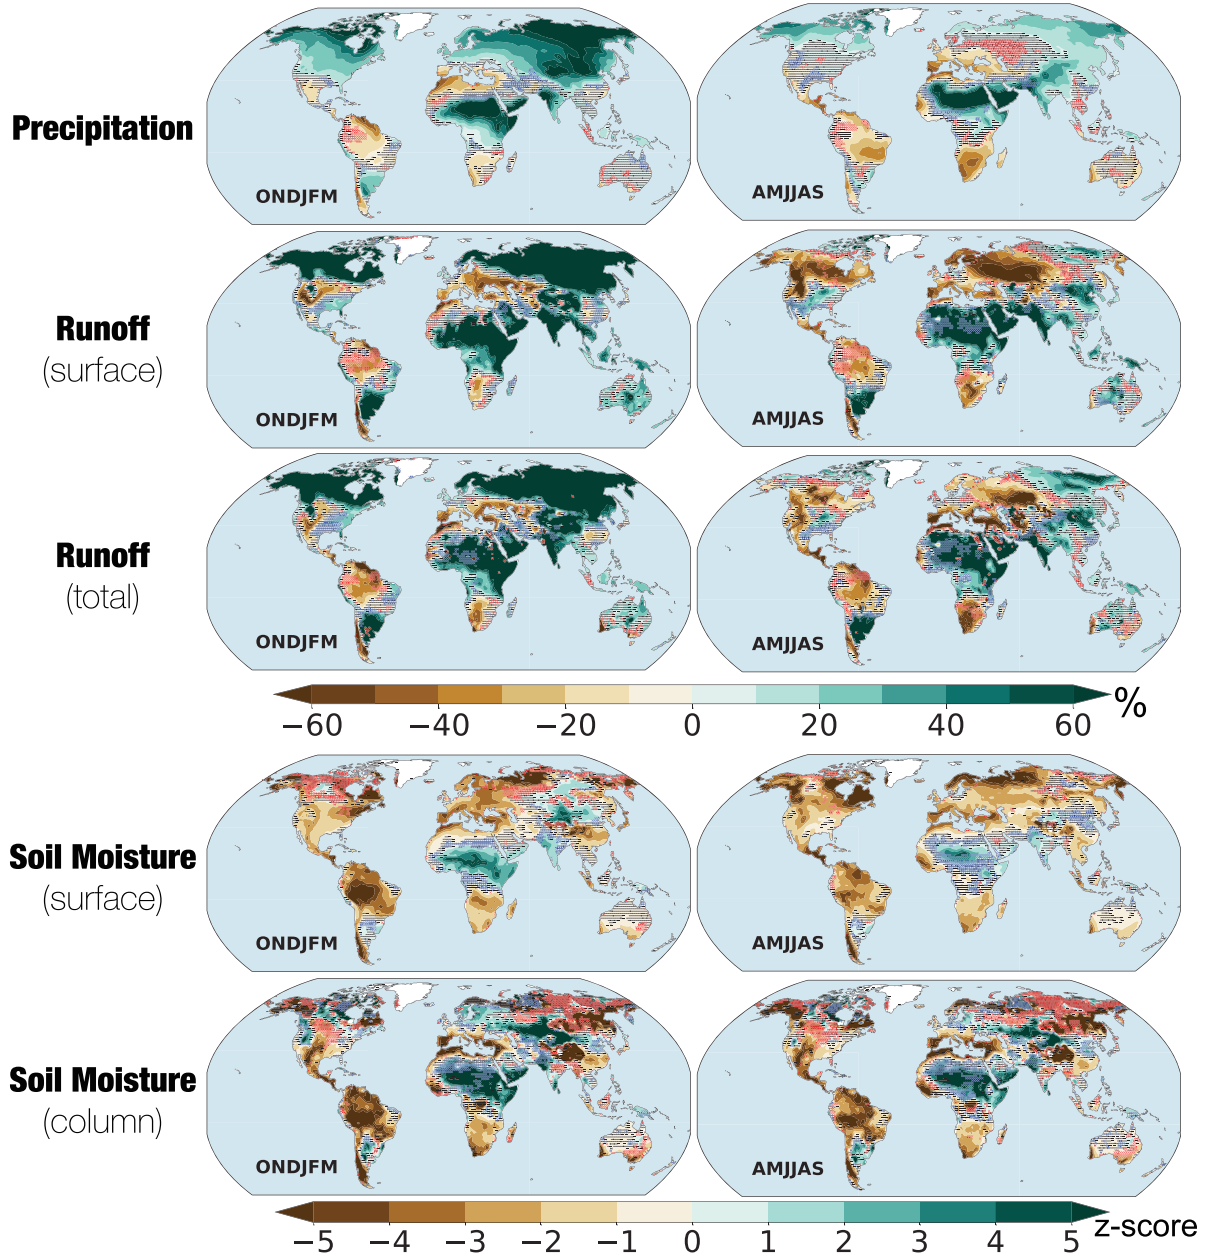 Precipitation
ONDJFM
AMJJAS
Runoff
(surface)
ONDJFM
AMJJAS
Runoff
(total)
ONDJFM
AMJJAS
−60 −40 −20 0 20 40 60 %
Soil Moisture
(surface)
ONDJFM
AMJJAS
Soil Moisture
(column)
ONDJFM
AMJJAS
−5 −4 −3 −2 −1 0 1 2 3 4 5 z-score